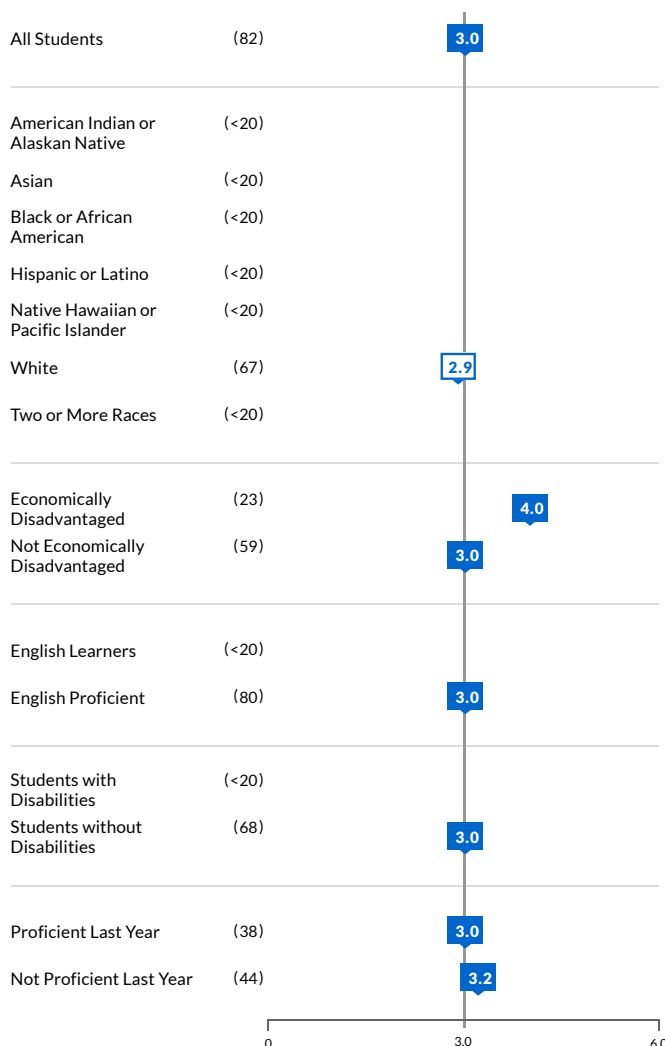 All Students (82) 3.0
American Indian or (<20)
Alaskan Native
Asian (<20)
Black or African (<20)
American
Hispanic or Latino (<20)
Native Hawaiian or (<20)
Pacific Islander
White (67) 2.9
Two or More Races (<20)
Economically (23) 4.0
Disadvantaged
Not Economically (59) 3.0
Disadvantaged
English Learners (<20)
English Proficient (80) 3.0
Students with (<20)
Disabilities
Students without (68) 3.0
Disabilities
Proficient Last Year (38) 3.0
Not Proficient Last Year (44) 3.2
0 3.0 6.0